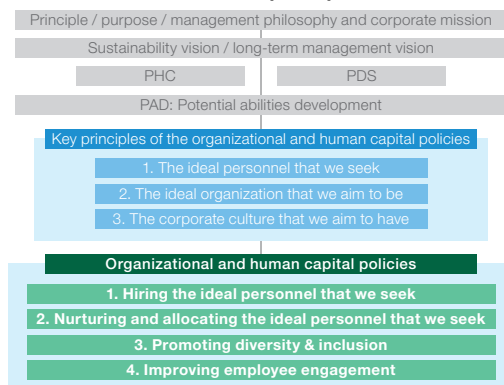 Principle / purpose / management philosophy and corporate mission
Sustainability vision / long-term management vision
PHC
PDS
PAD: Potential abilities development
Key principles of the organizational and human capital policies
1. The ideal personnel that we seek
2. The ideal organization that we aim to be
3. The corporate culture that we aim to have
Organizational and human capital policies
1. Hiring the ideal personnel that we seek
2. Nurturing and allocating the ideal personnel that we seek
3. Promoting diversity & inclusion
4. Improving employee engagement